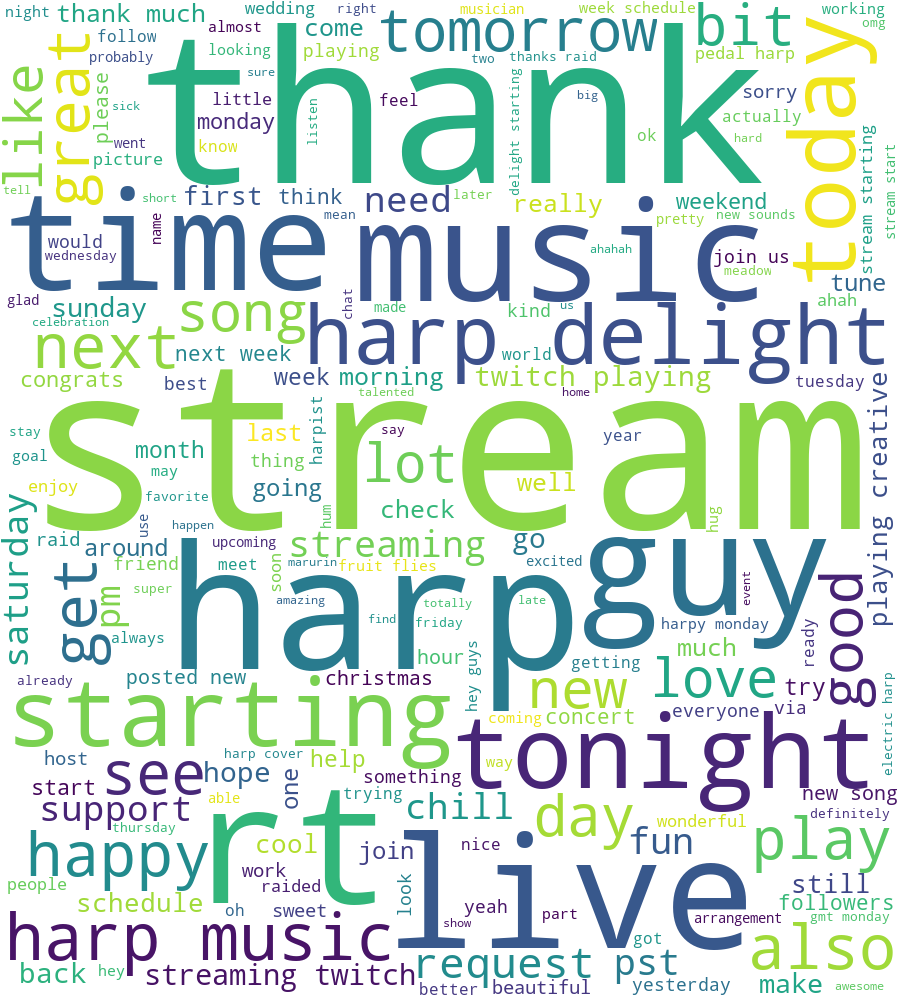 night
thank much
wedding
right
musician
week schedule
working
omg
almost
come
tomorrow
bit
follow
great
looking
playing
two
thanks raid
pedal harp
today
probably
thank
like
please
sure
big
sorry
sick
little
feel
listen
delight starting
actually
went
monday
ok
hard
stream starting
stream start
picture
know
tell
short
first think
need
later
really
weekend
time
music
mean
pretty
new sounds
name
would
wednesday
ahahah
join us
meadow
tune
glad
sunday
song
chat
made
kind
us
ahah
celebration
harp delight
next
next week
world
congrats
best
week
morning
twitch playing
tuesday
talented
home
stream
playing creative
stay
month
last
harpist
say
year
goal
thing
lot
may
well
enjoy
favorite
going
check
saturday
use
happen
hum
hug
raid
around
upcoming
soon
streaming
go
guy
get
pm
friend
meet
marurin
fruit flies
excited
super
harp
amazing
totally
late
event
good
always
find
friday
harpy monday
ready
already
posted new
christmas
hour
hey guys
getting
much
love
try
electric harp
starting
new
coming
concert
everyone
via
host
harp cover
help
way
tonight
start
see
hope
one
something
support
able
rt
trying
chill
day
wonderful
new song
definitely
thursday
happy
cool
join
nice
fun
play
people
work
raided
look
live
still
schedule
oh
sweet
yeah
part
followers
show
arrangement
gmt monday
harp music
got
also
back
hey
streaming twitch
request
pst
better
beautiful
yesterday
make
awesome